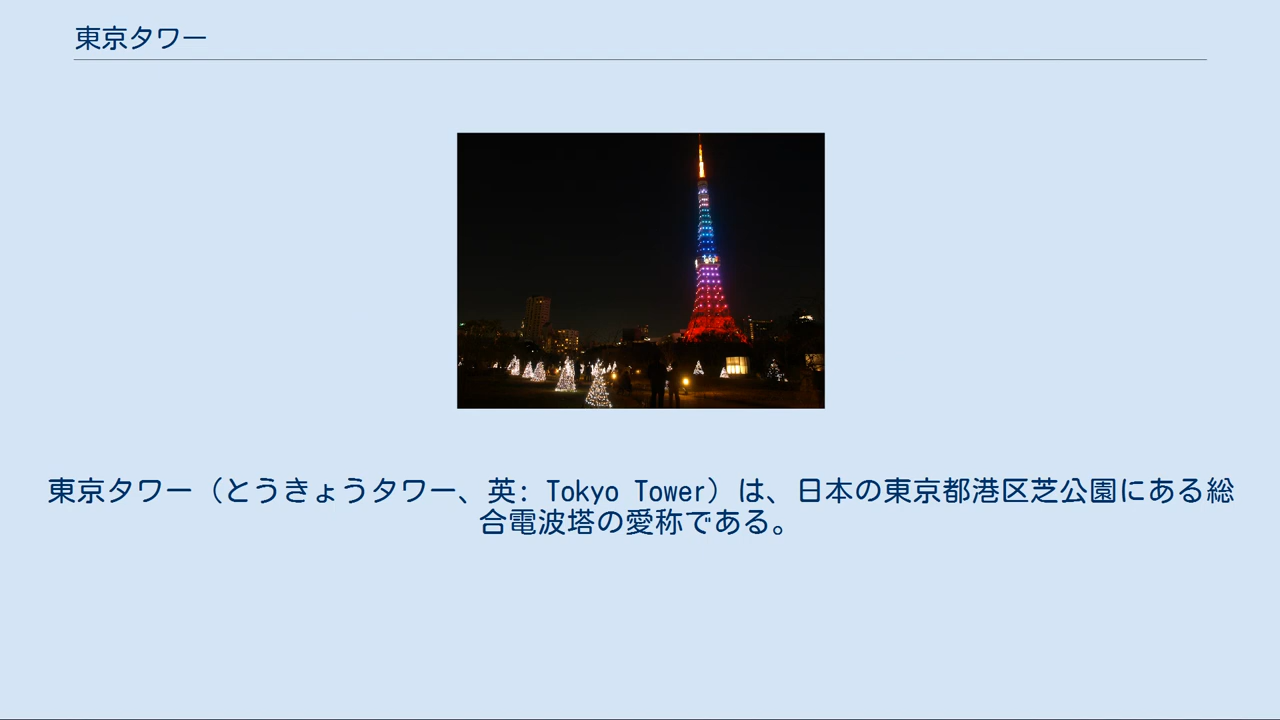 東京タワー
東京タワー（とうきょうタワー、英: Tokyo Tower）は、日本の東京都港区芝公園にある総
合電波塔の愛称である。